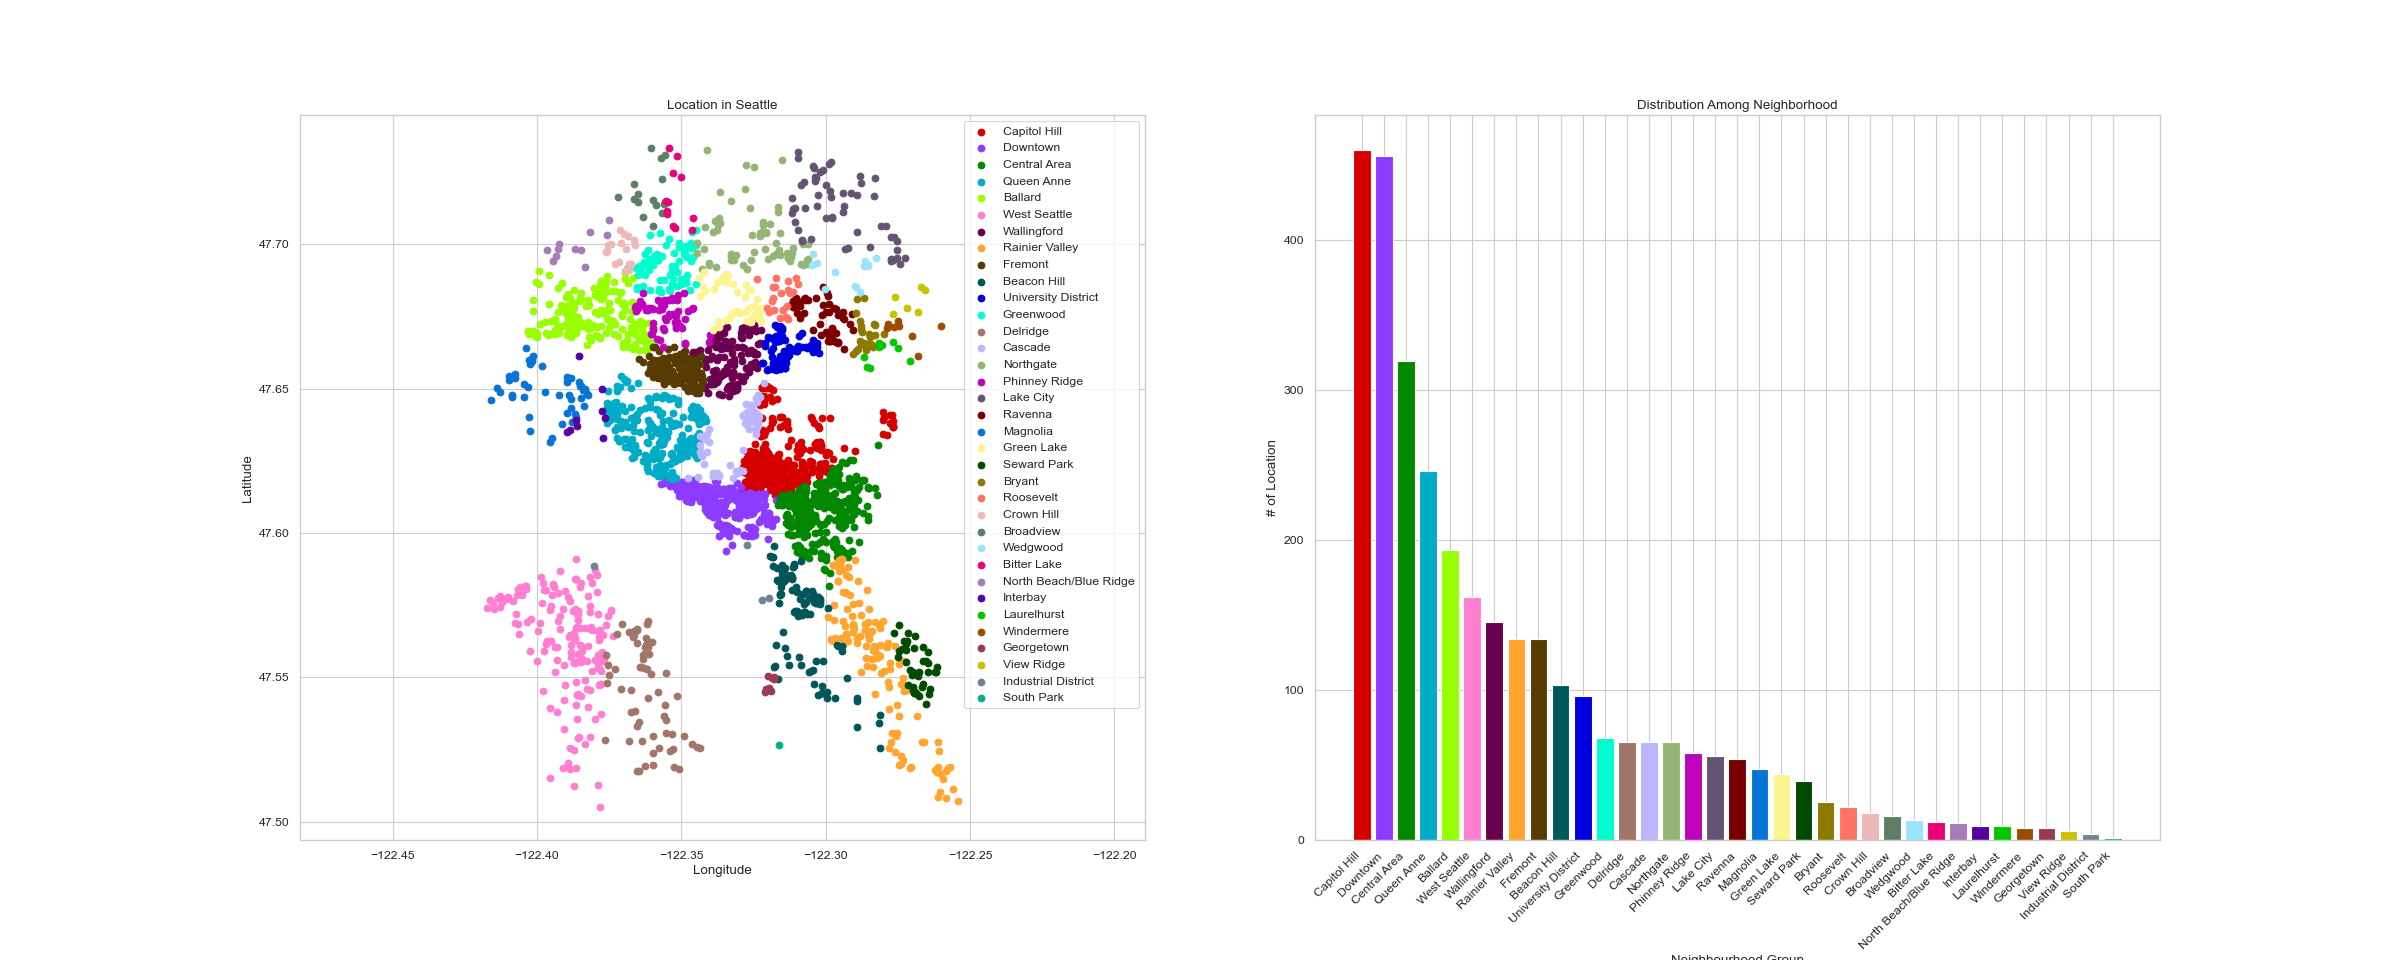 Location in Seattle
Latitude
47.70
47.65
47.60
47.55
47.50
−122.45
−122.40
−122.35
−122.30
−122.25
−122.20
Longitude
Capitol Hill
Downtown
Central Area
Queen Anne
Ballard
West Seattle
Wallingford
Rainier Valley
Fremont
Beacon Hill
University District
Greenwood
Delridge
Cascade
Northgate
Phinney Ridge
Lake City
Ravenna
Magnolia
Green Lake
Seward Park
Bryant
Roosevelt
Crown Hill
Broadview
Wedgwood
Bitter Lake
North Beach/Blue Ridge
Interbay
Laurelhurst
Windermere
Georgetown
View Ridge
Industrial District
South Park
Distribution Among Neighborhood
# of Location
400
300
200
100
0
Capitol Hill
Downtown
Central Area
Queen Anne
Ballard
West Seattle
Wallingford
Rainier Valley
Fremont
Beacon Hill
University District
Greenwood
Delridge
Cascade
Northgate
Phinney Ridge
Lake City
Ravenna
Magnolia
Green Lake
Seward Park
Bryant
Roosevelt
Crown Hill
Broadview
Wedgwood
Bitter Lake
North Beach/Blue Ridge
Interbay
Laurelhurst
Windermere
Georgetown
View Ridge
Industrial District
South Park
Neighbourhood Group